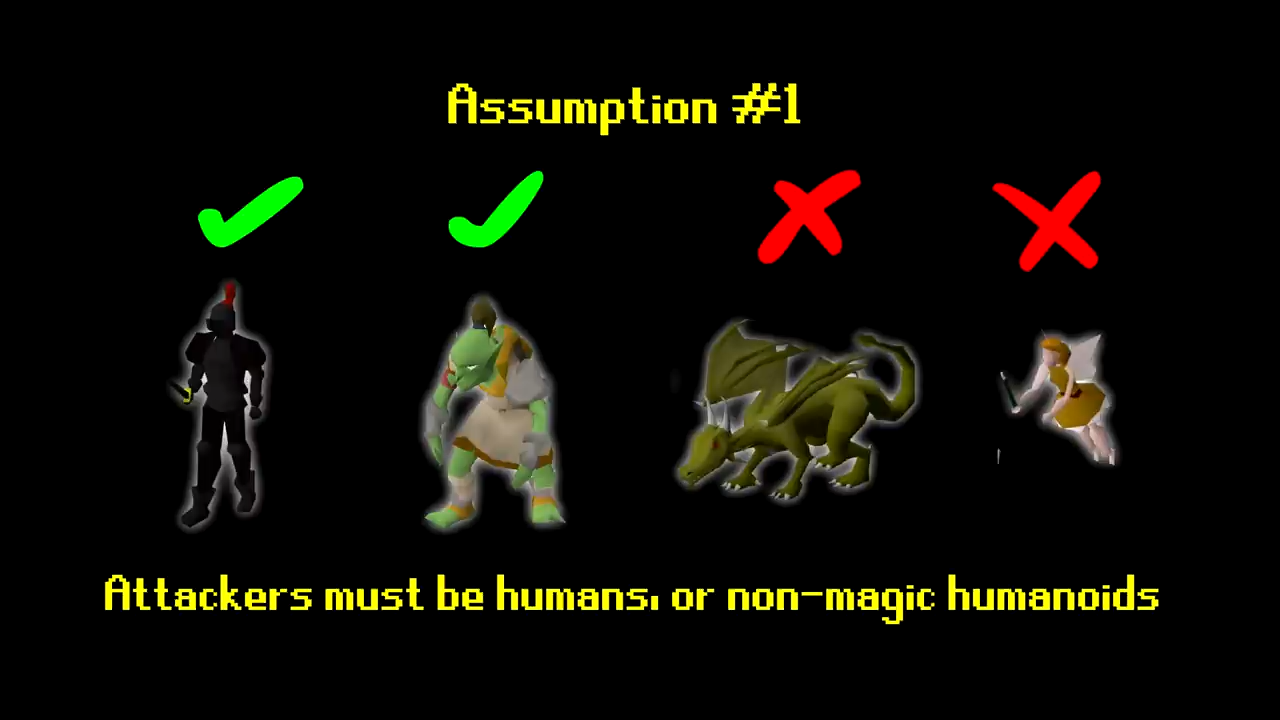 Assumption #1
Attackers must be humans, or non-magic humanoids